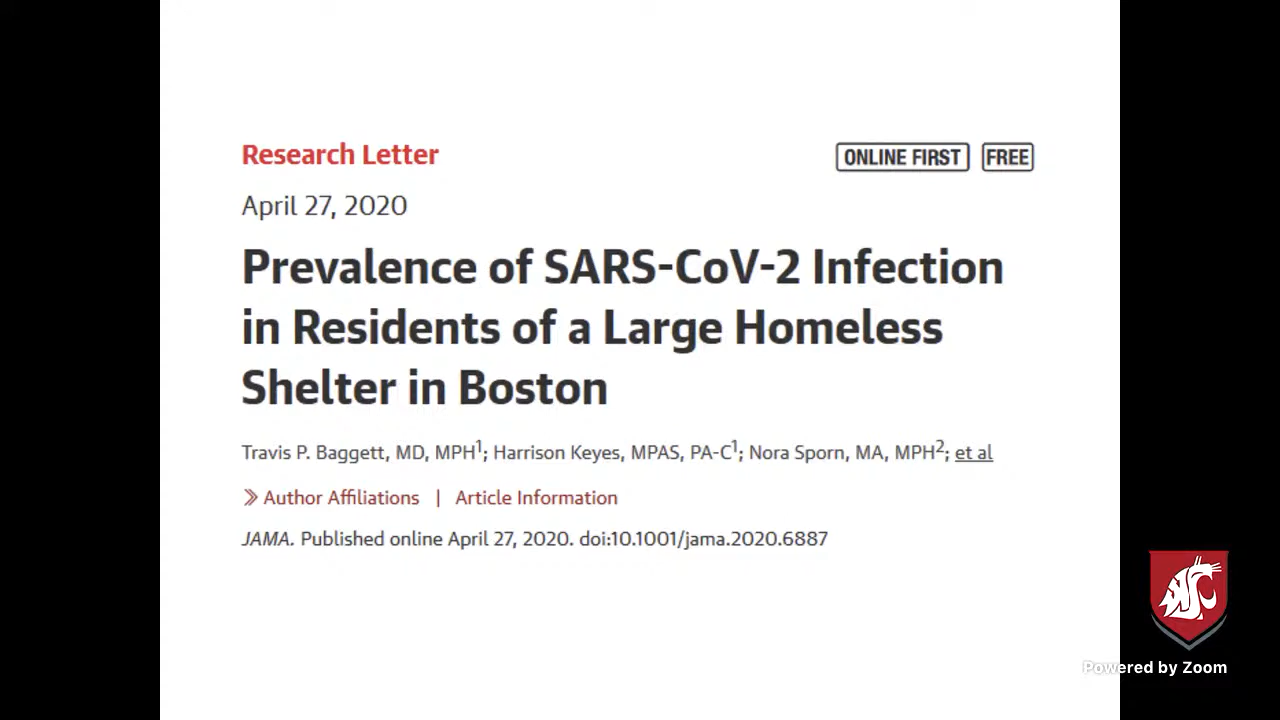 Research Letter
ONLINE FIRST FREE
April 27, 2020
Prevalence of SARS-CoV-2 Infection
in Residents of a Large Homeless
Shelter in Boston
Travis P. Baggett, MD, MPH1; Harrison Keyes, MPAS, PA-C1; Nora Sporn, MA, MPH2; et al
Author Affiliations | Article Information
JAMA. Published online April 27, 2020. doi:10.1001/jama.2020.6887
Powered by Zoom